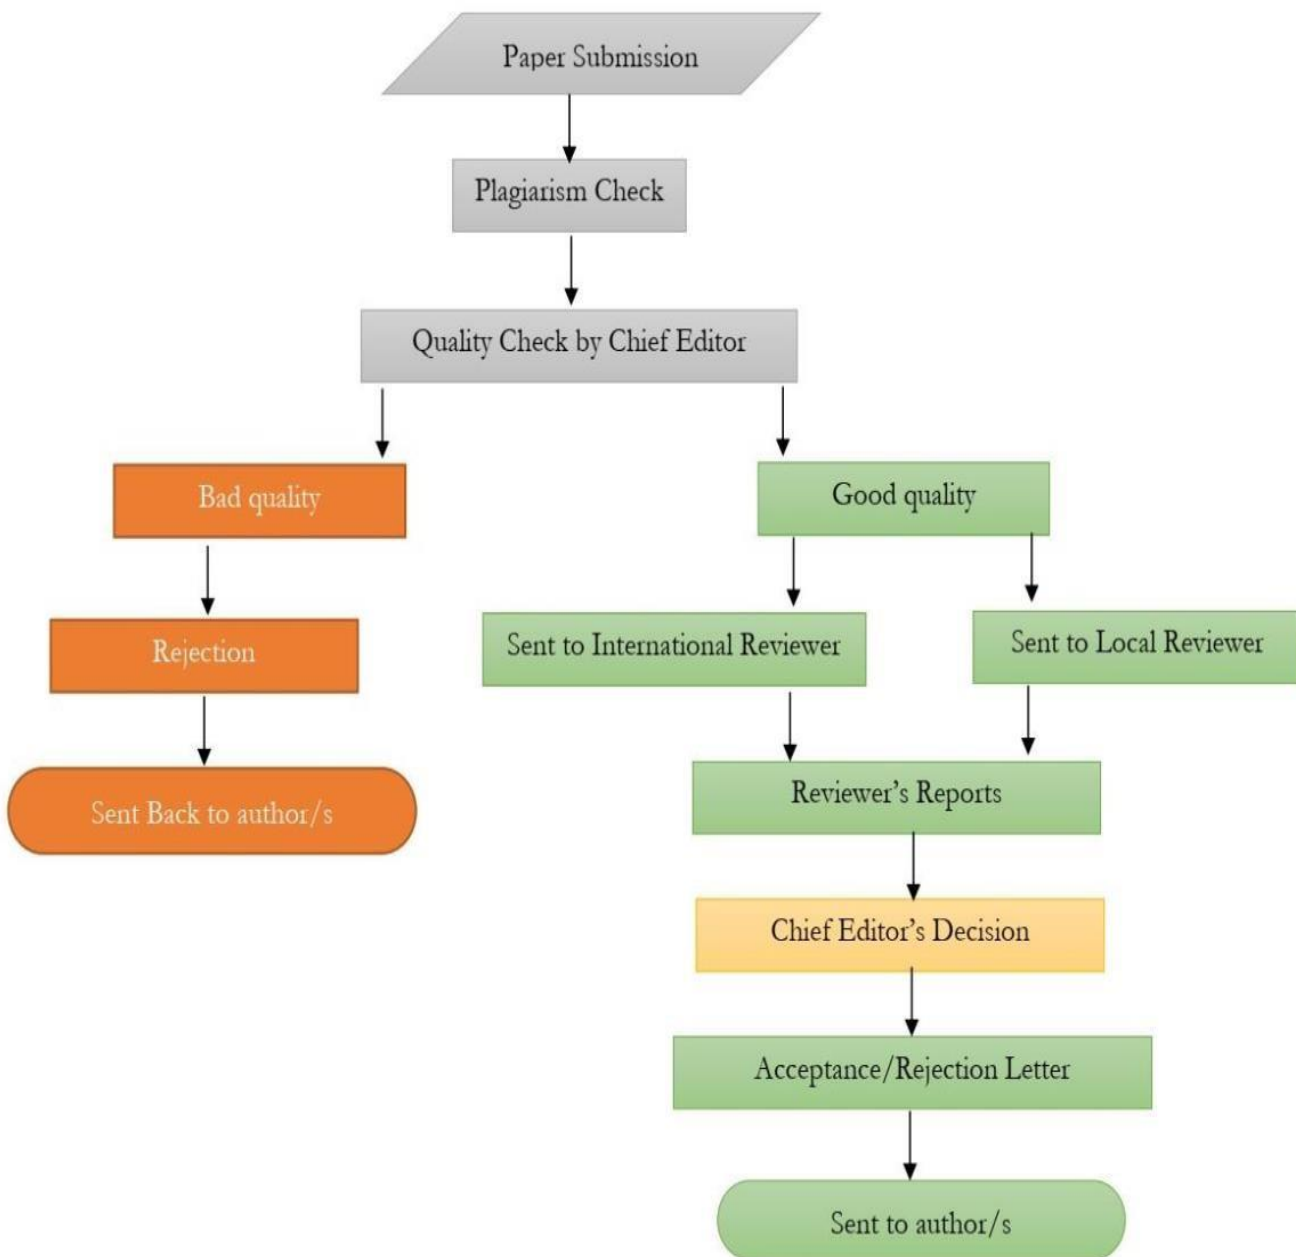 Paper Submission
Plagiarism Check
Quality Check by Chief Editor
Bad quality
Good quality
Rejection
Sent to International Reviewer
Sent to Local Reviewer
Sent Back to author/s
Reviewer’s Reports
Chief Editor’s Decision
Acceptance/Rejection Letter
Sent to author/s